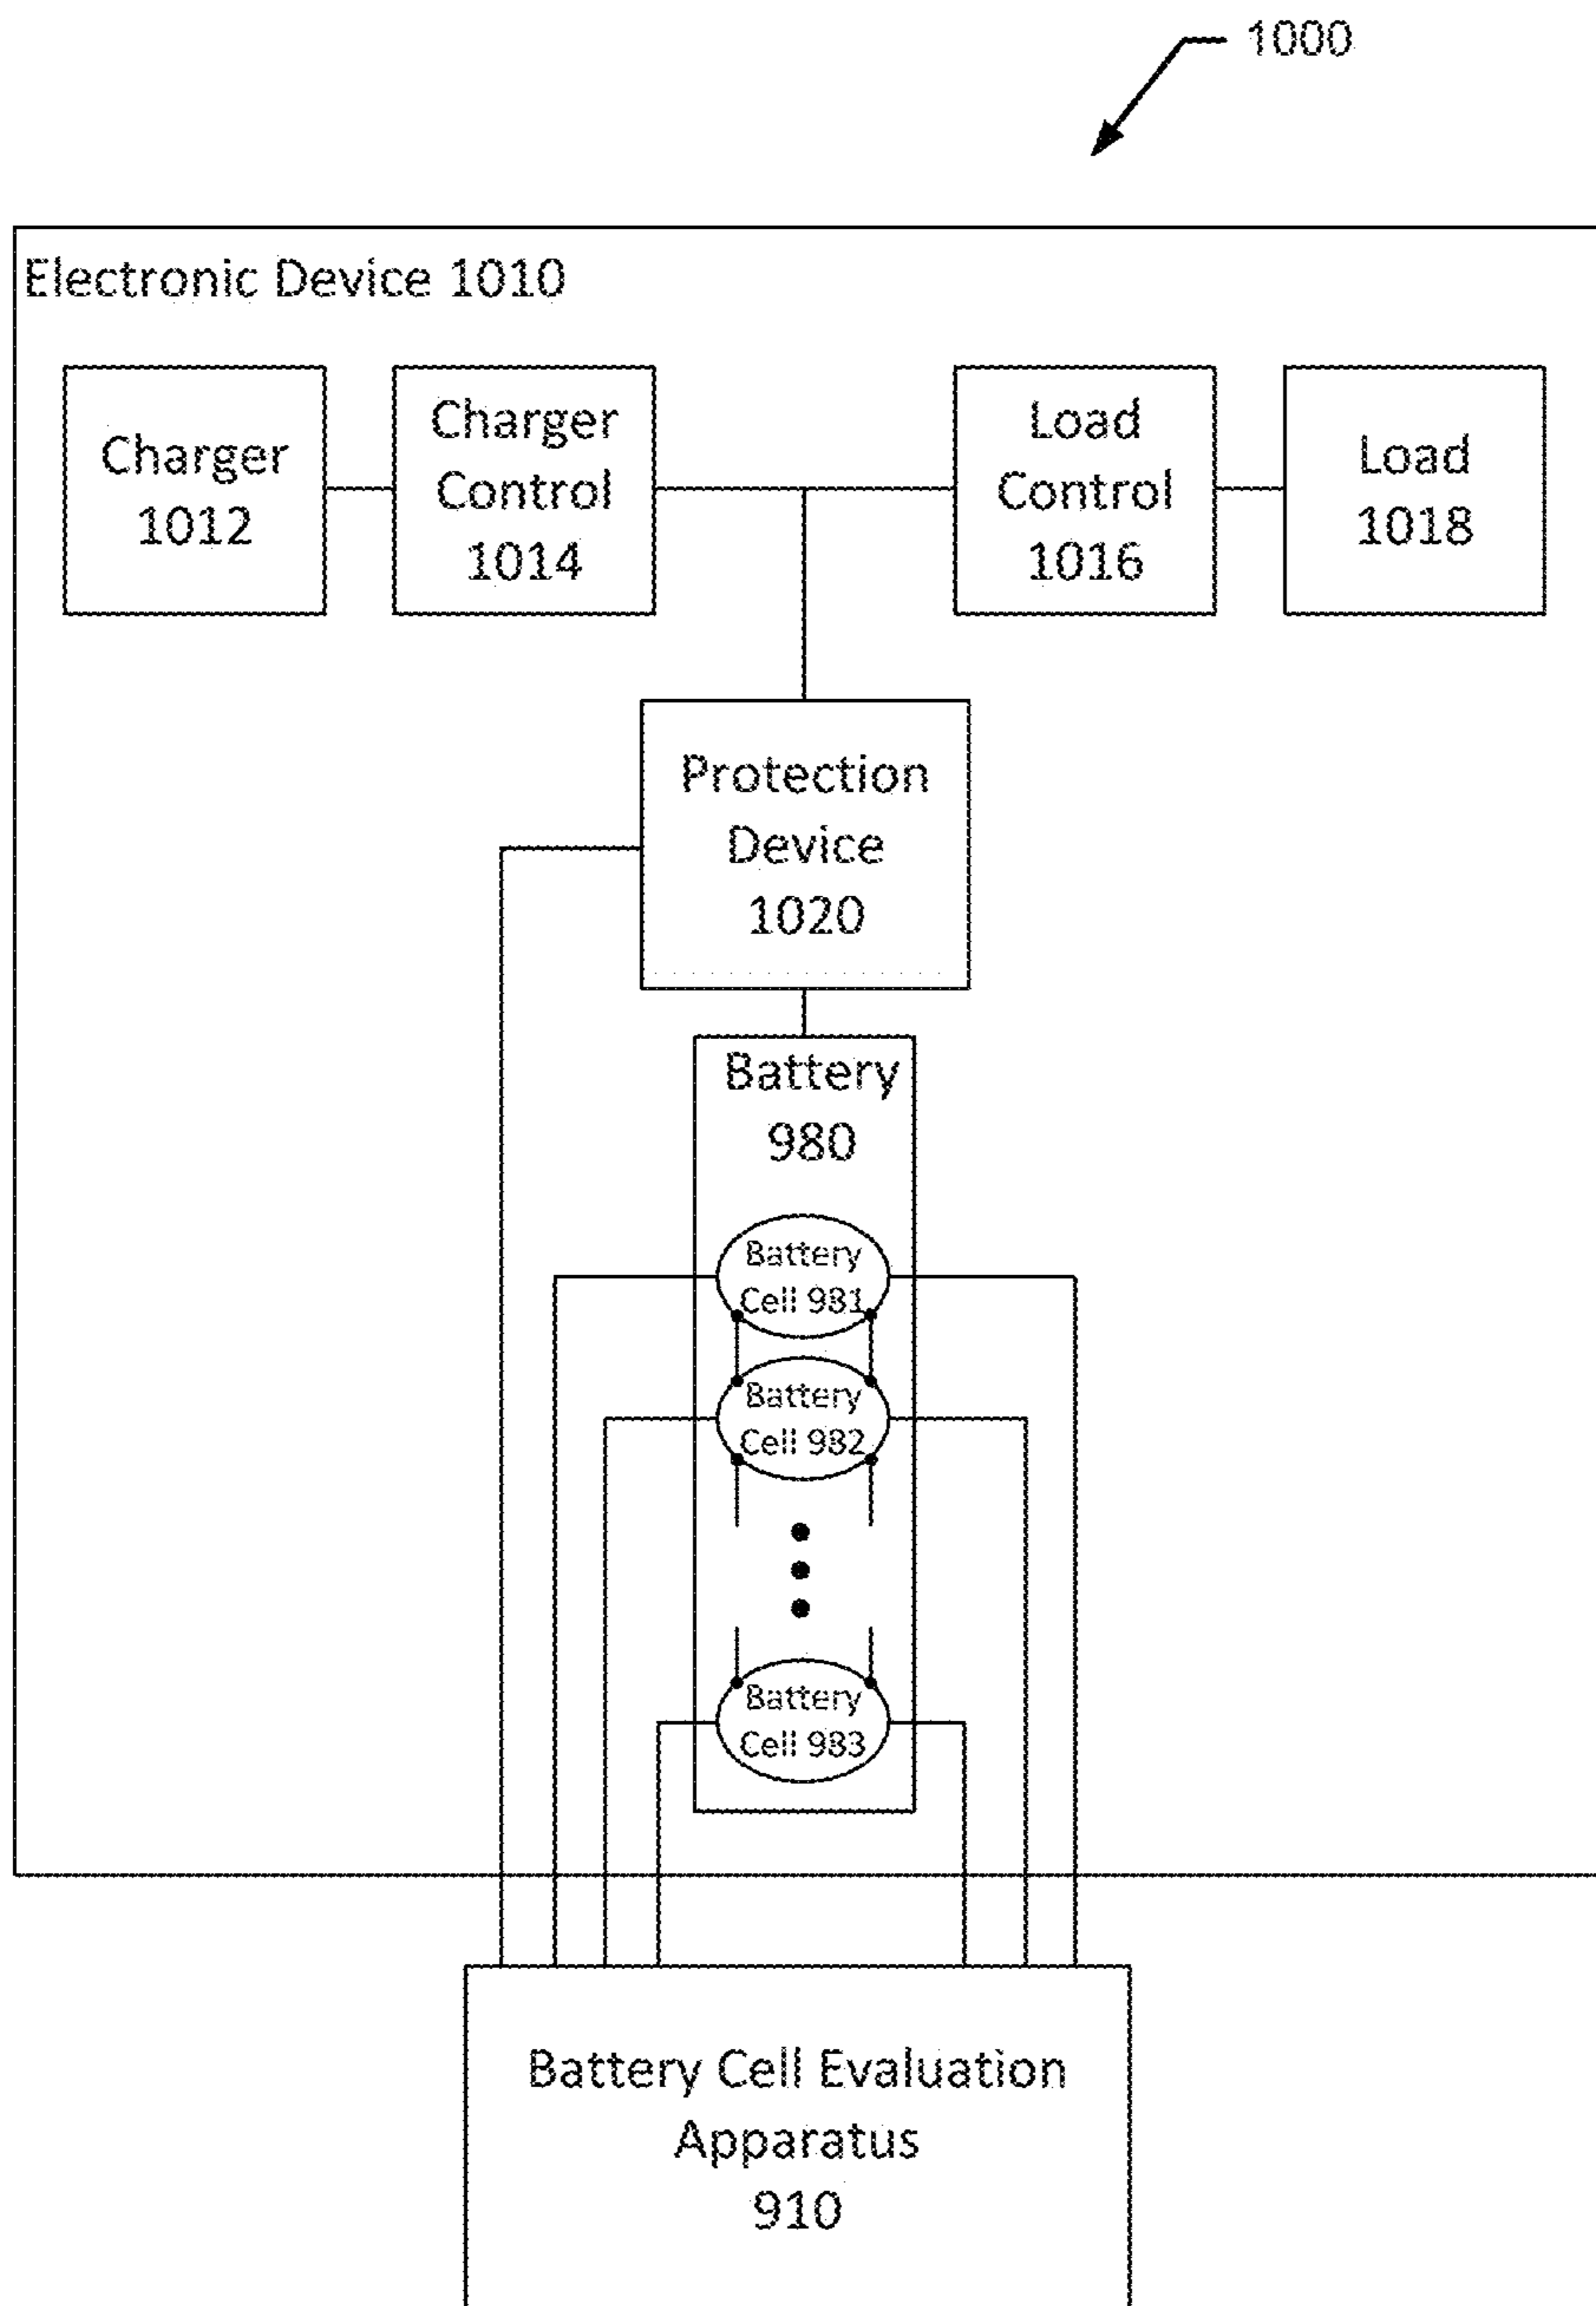 1000
Electronic Device 1010
Charger
1012
Charger
Control
1014
Load
Control
1016
Load
1018
Protection
Device
1020
Battery
980
Battery
Cell 981
Battery
Cell 982
Battery
Cell 983
Battery Cell Evaluation
Apparatus
910